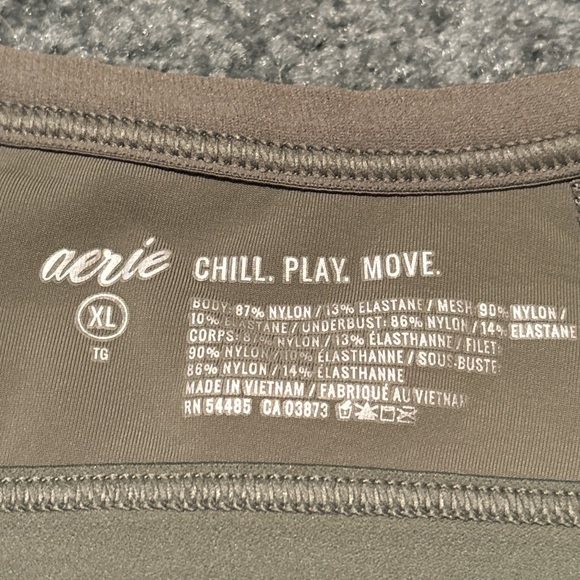 aerie CHILL. PLAY. MOVE.
XL
TG
BODY: 87% NYLON / 13% ELASTANE / MESH: 90% NYLON /
10% ELASTANE / UNDERBUST: 86% NYLON / 14% ELASTANE
CORPS: 87% NYLON / 13% ÉLASTHANNE / FILET:
90% NYLON / 10% ÉLASTHANNE / SOUS-BUSTE:
86% NYLON / 14% ÉLASTHANNE
MADE IN VIETNAM / FABRIQUÉ AU VIETNAM
RN 54485 CA 03873